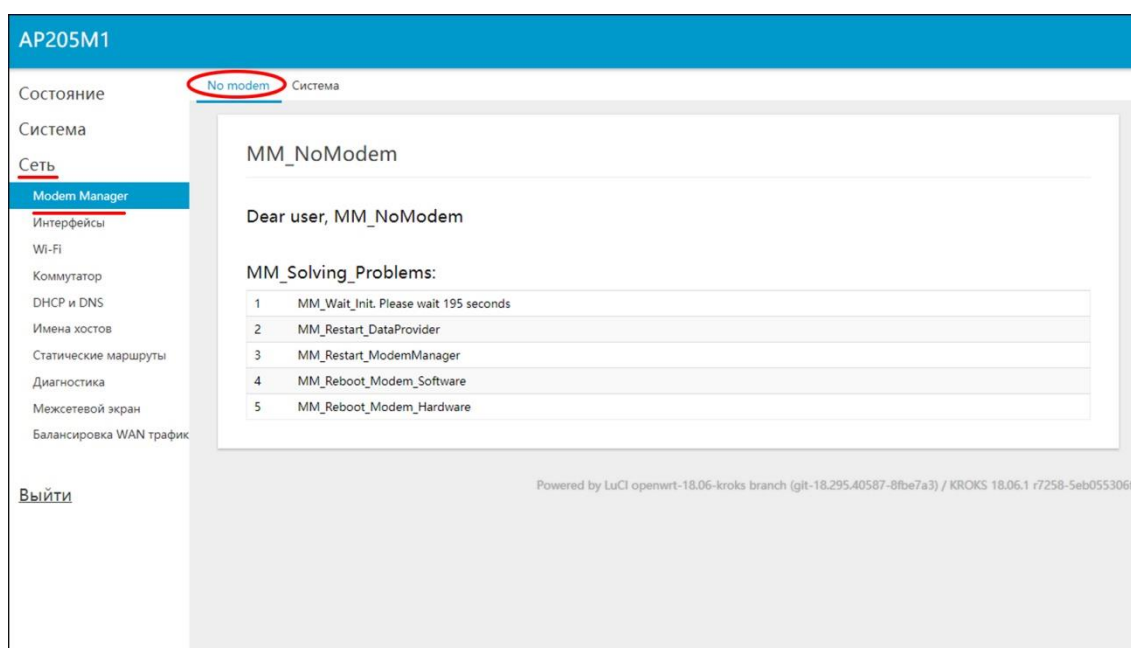 AP205M1
Состояние
Система
Сеть
Modem Manager
Интерфейсы
Wi-Fi
Коммутатор
DHCP и DNS
Имена хостов
Статические маршруты
Диагностика
Межсетевой экран
Балансировка WAN трафик
Выйти
No modem Система
MM_NoModem
Dear user, MM_NoModem
MM_Solving_Problems:
1 MM_Wait_Init. Please wait 195 seconds
2 MM_Restart_DataProvider
3 MM_Restart_ModemManager
4 MM_Reboot_Modem_Software
5 MM_Reboot_Modem_Hardware
Powered by LuCI openwrt-18.06-kroks branch (git-18.295.40587-8fbe7a3) / KROKS 18.06.1 r7258-5eb055306